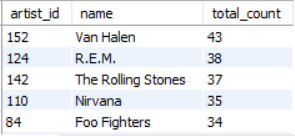 artist_id name total_count
152 Van Halen 43
124 R.E.M. 38
142 The Rolling Stones 37
110 Nirvana 35
84 Foo Fighters 34